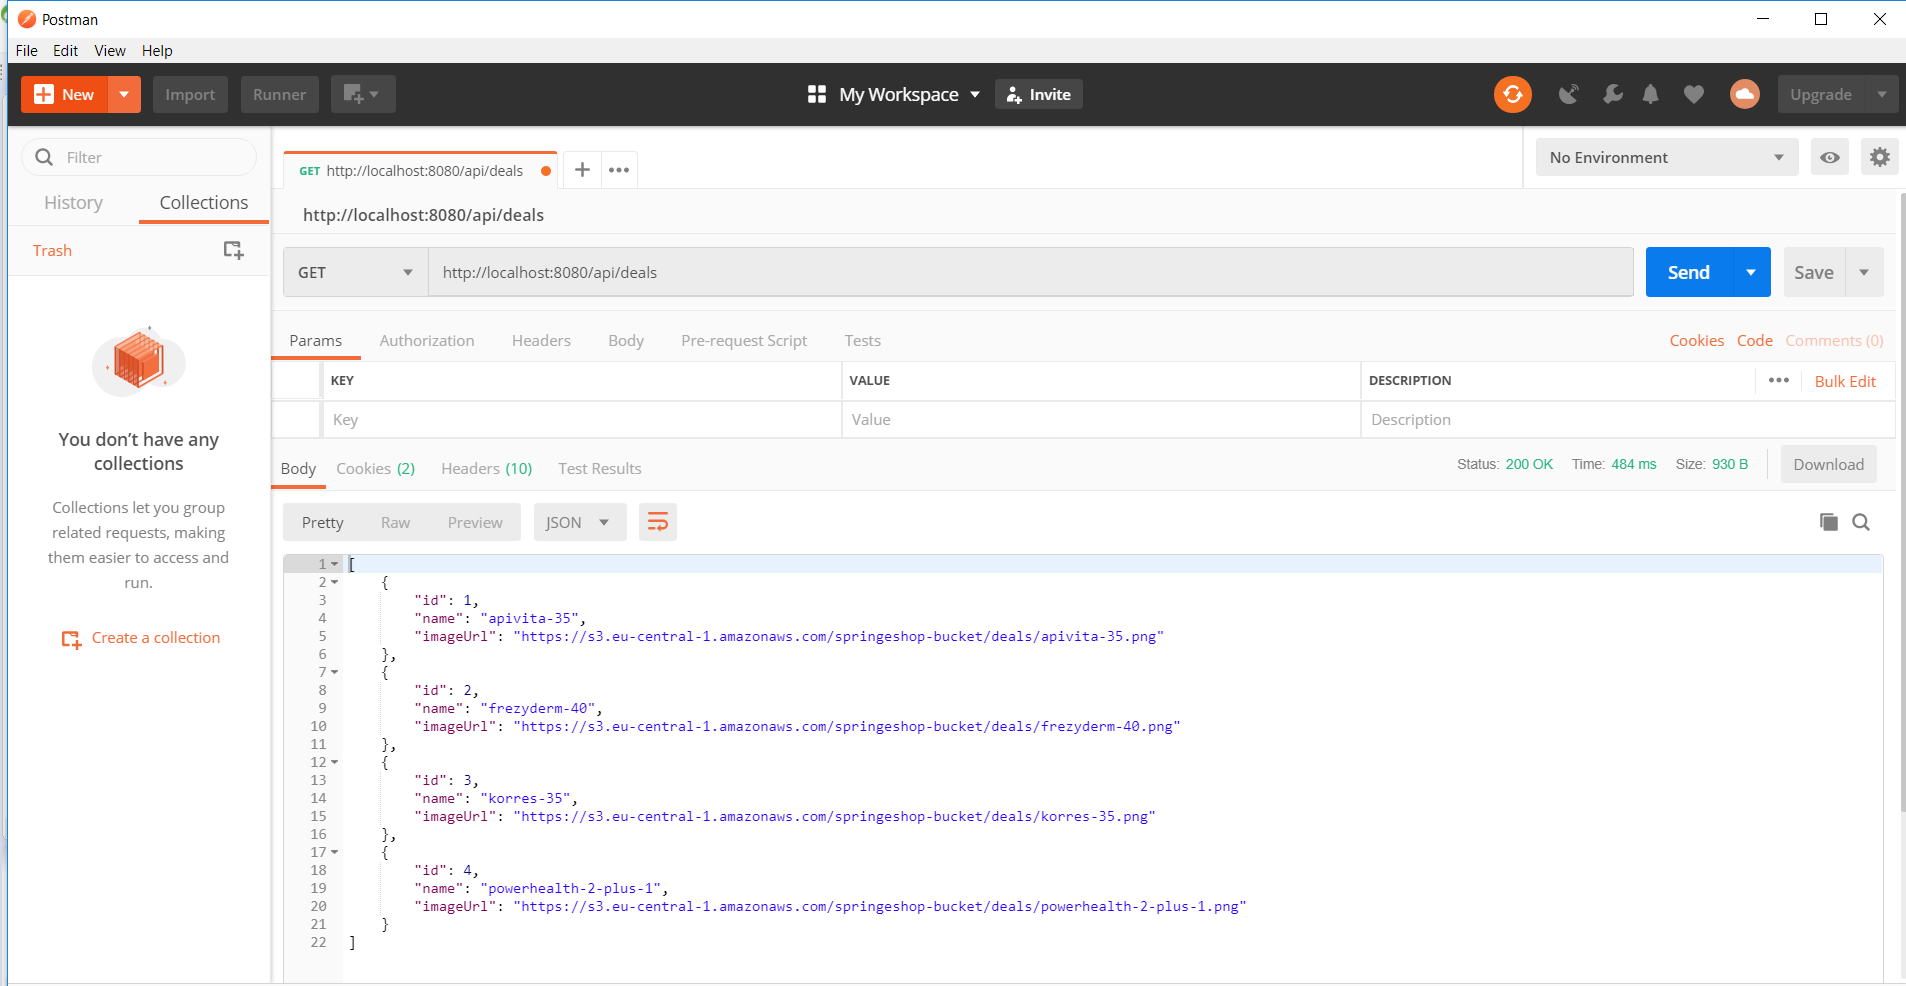 Postman
File Edit View Help
New Import Runner My Workspace Invite Upgrade
Filter
History Collections
Trash
You don’t have any
collections
Collections let you group
related requests, making
them easier to access and
run.
Create a collection
GET http://localhost:8080/api/deals
No Environment
http://localhost:8080/api/deals
GET http://localhost:8080/api/deals Send Save
Params Authorization Headers Body Pre-request Script Tests Cookies Code Comments (0)
KEY VALUE DESCRIPTION Bulk Edit
Key Value Description
Body Cookies (2) Headers (10) Test Results Status: 200 OK Time: 484 ms Size: 930 B Download
Pretty Raw Preview JSON
1 [
2 {
3 "id": 1,
4 "name": "apivita-35",
5 "imageUrl": "https://s3.eu-central-1.amazonaws.com/springeshop-bucket/deals/apivita-35.png"
6 },
7 {
8 "id": 2,
9 "name": "frezyderm-40",
10 "imageUrl": "https://s3.eu-central-1.amazonaws.com/springeshop-bucket/deals/frezyderm-40.png"
11 },
12 {
13 "id": 3,
14 "name": "korres-35",
15 "imageUrl": "https://s3.eu-central-1.amazonaws.com/springeshop-bucket/deals/korres-35.png"
16 },
17 {
18 "id": 4,
19 "name": "powerhealth-2-plus-1",
20 "imageUrl": "https://s3.eu-central-1.amazonaws.com/springeshop-bucket/deals/powerhealth-2-plus-1.png"
21 }
22 ]